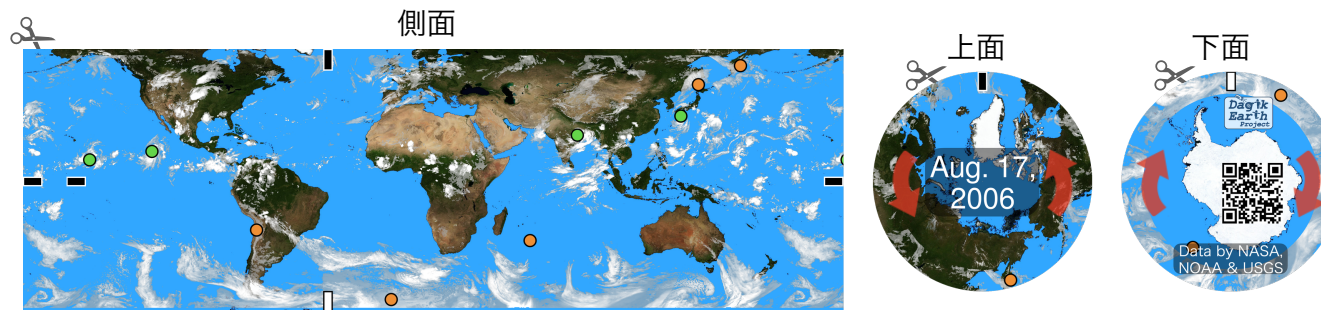 側面
上面
Aug. 17,
2006
下面
Dagik
Earth
Project
Data by NASA,
NOAA & USGS